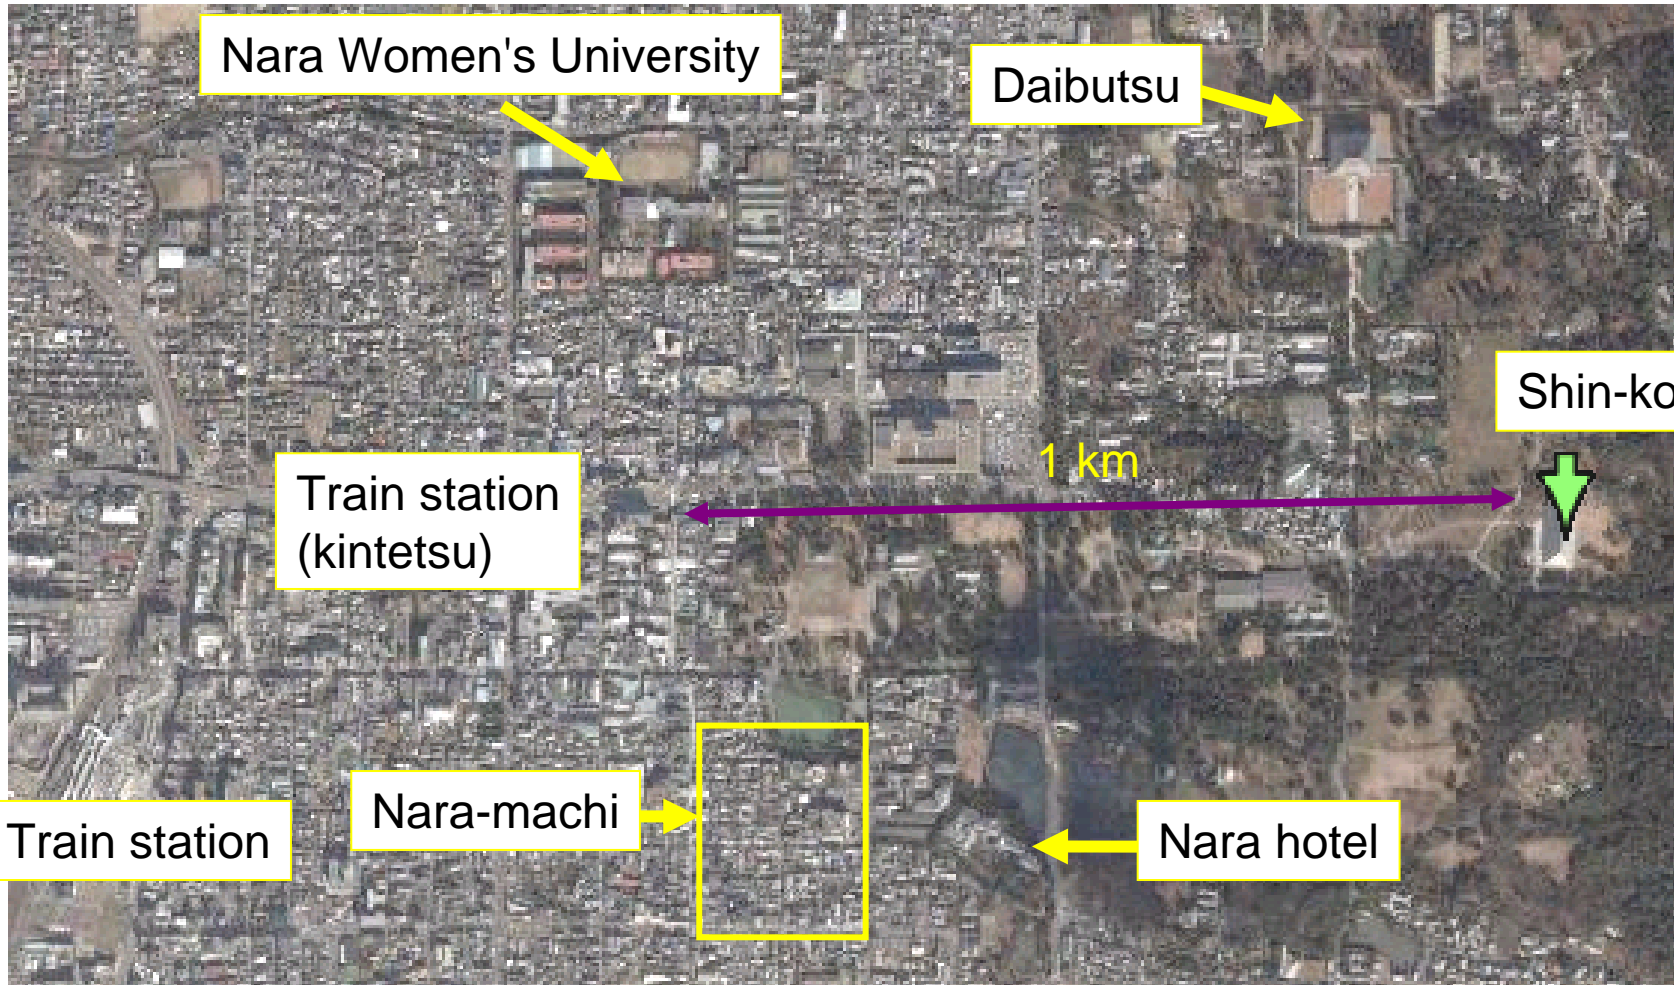 Nara Women's University
Daibutsu
Shin-ko
1 km
Train station
(kintetsu)
Nara-machi
Train station
Nara hotel